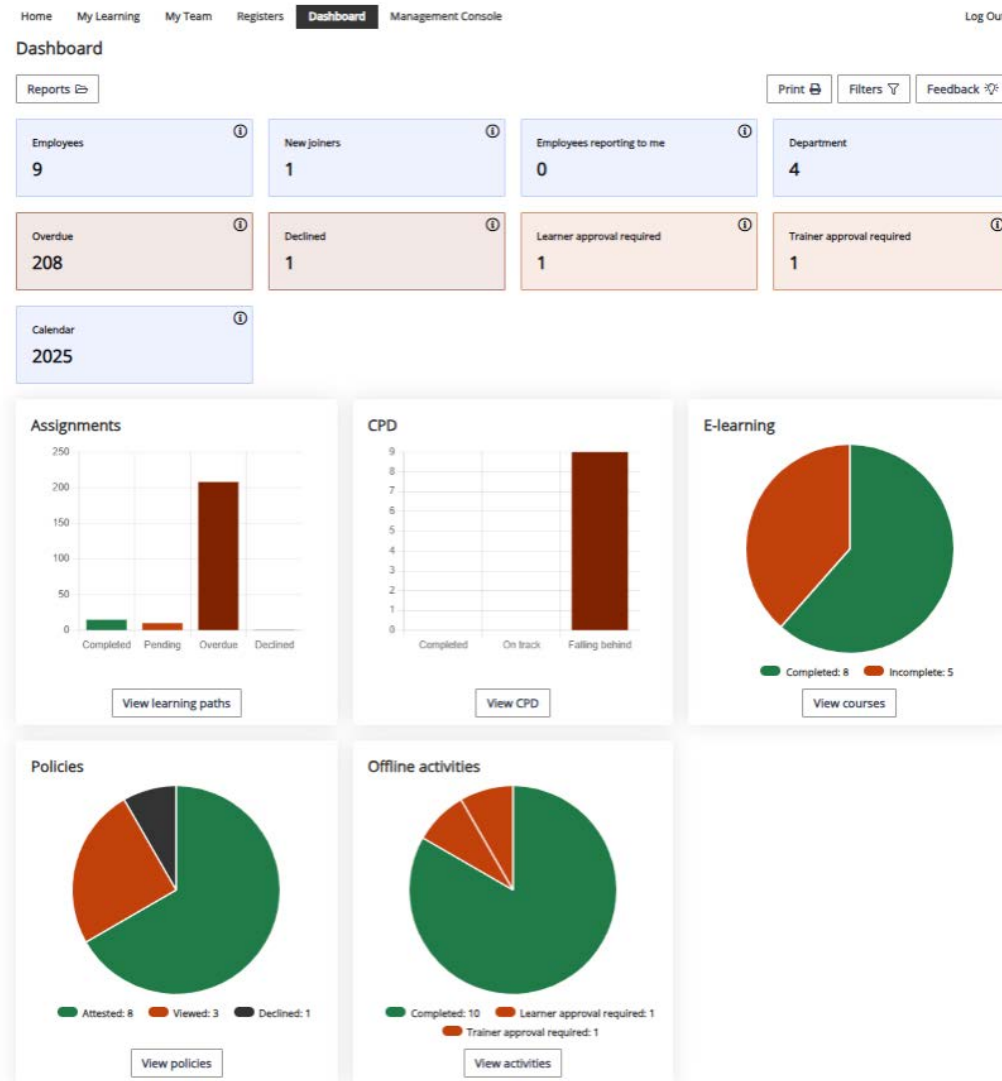 Home My Learning My Team Registers Dashboard Management Console Log Out
Dashboard
Reports Print Filters Feedback
Employees New joiners Employees reporting to me Department
9 1 0 4
Overdue Declined Learner approval required Trainer approval required
208 1 1 1
Calendar
2025
Assignments CPD E-learning
250
200
150
100
50
0
Completed Pending Overdue Declined
9
8
7
6
5
4
3
2
1
0
Completed On track Falling behind
Completed: 8 Incomplete: 5
View learning paths View CPD View courses
Policies Offline activities
Attested: 8 Viewed: 3 Declined: 1
Completed: 10 Learner approval required: 1
Trainer approval required: 1
View policies View activities